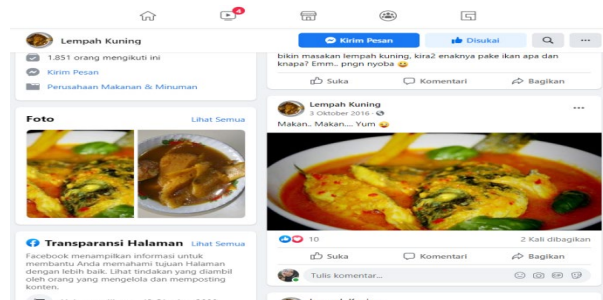 4
Lempah Kuning
Kirim Pesan
Disukai
1.851 orang mengikuti ini
Kirim Pesan
Perusahaan Makanan & Minuman
Foto
Lihat Semua
Transparansi Halaman
Lihat Semua
Facebook menampilkan informasi untuk
membantu Anda memahami tujuan Halaman
dengan lebih baik. Lihat tindakan yang diambil
oleh orang yang mengelola dan memposting
konten.
bikin masakan lempah kuning, kira2 enaknya pake ikan apa dan
knapa? Emm.. pngn nyoba 😂
Suka
Komentari
Bagikan
Lempah Kuning
3 Oktober 2016
Makan.. Makan.... Yum
10
2 Kali dibagikan
Suka
Komentari
Bagikan
Tulis komentar...